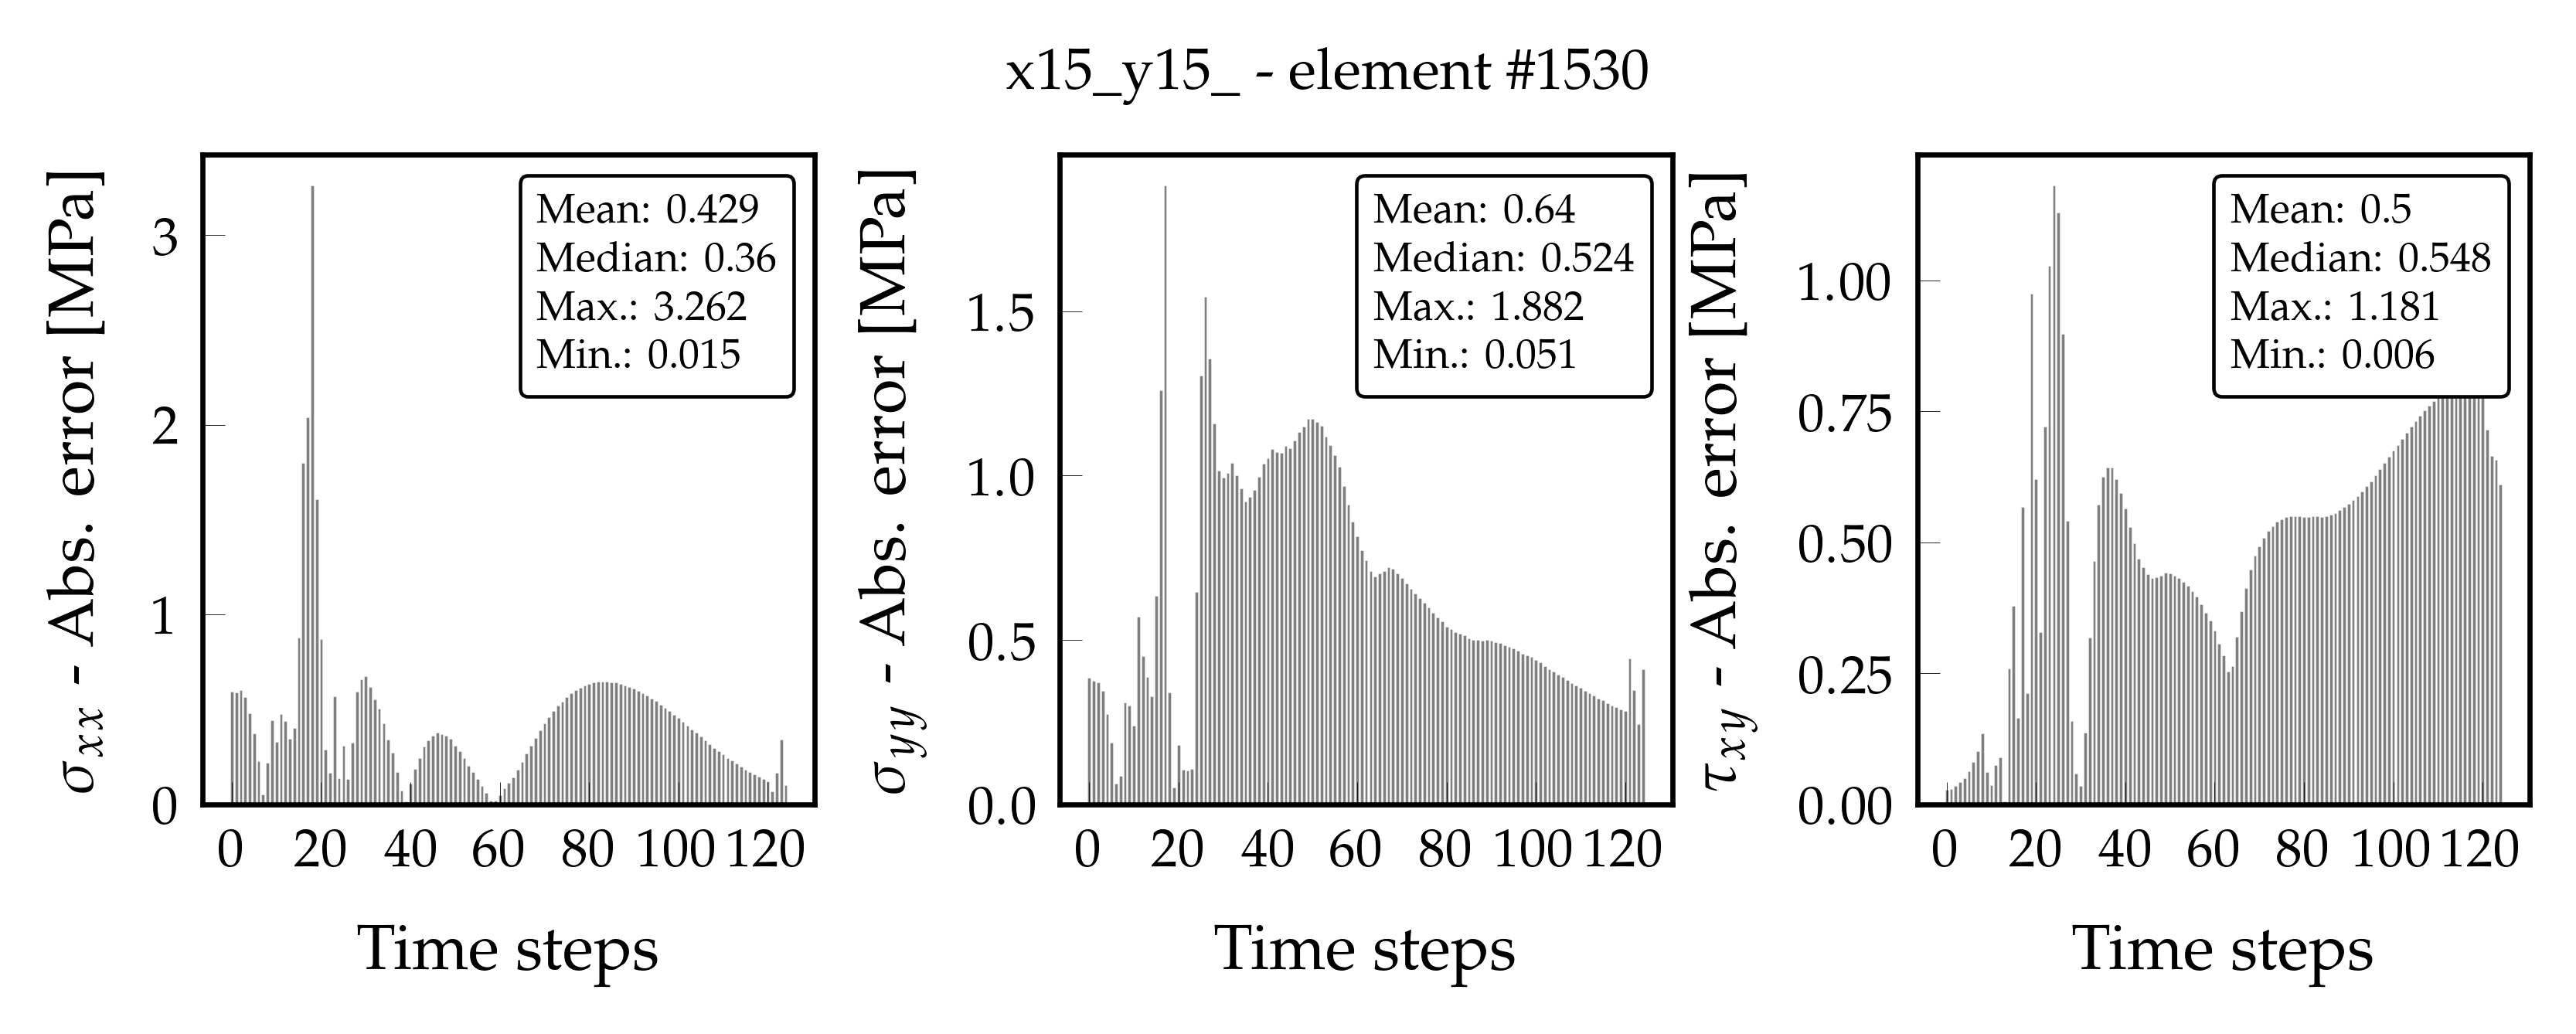 x15_y15_ - element #1530
σxx - Abs. error [MPa]
3
2
1
0
Mean: 0.429
Median: 0.36
Max.: 3.262
Min.: 0.015
0 20 40 60 80 100 120
Time steps
σyy - Abs. error [MPa]
1.5
1.0
0.5
0.0
Mean: 0.64
Median: 0.524
Max.: 1.882
Min.: 0.051
0 20 40 60 80 100 120
Time steps
τxy - Abs. error [MPa]
1.00
0.75
0.50
0.25
0.00
Mean: 0.5
Median: 0.548
Max.: 1.181
Min.: 0.006
0 20 40 60 80 100 120
Time steps